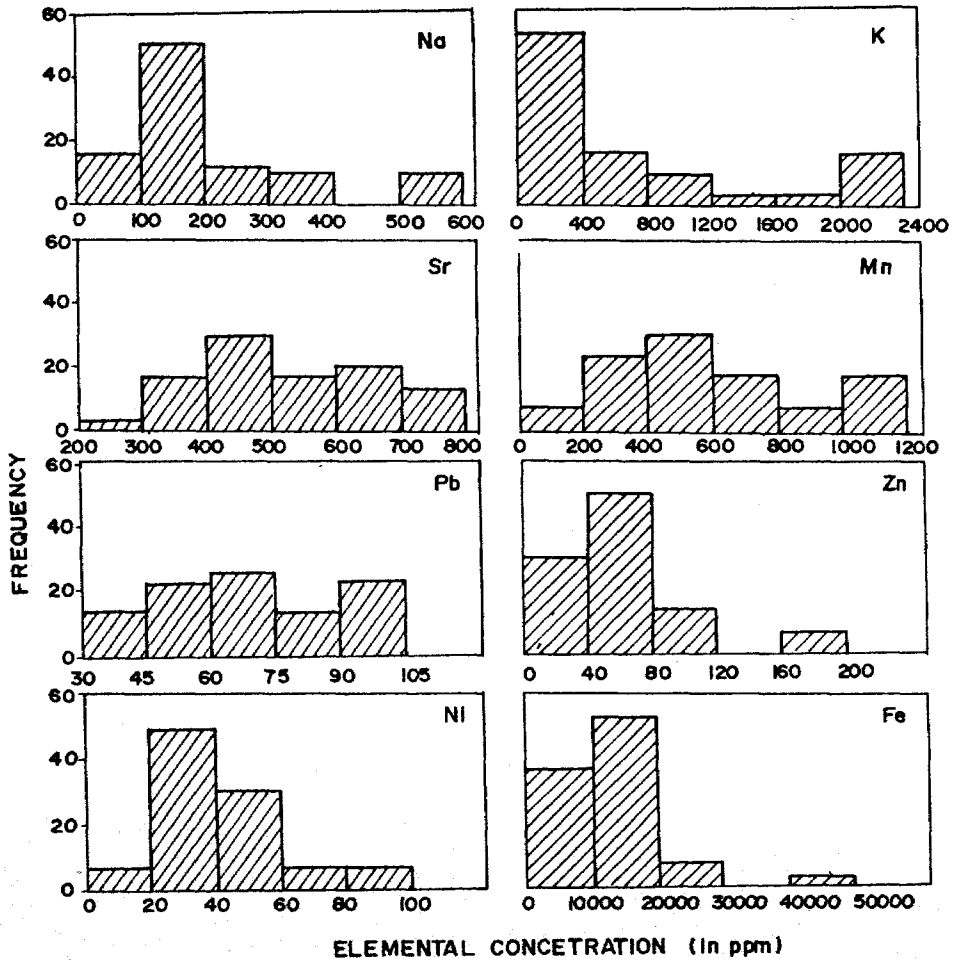 60
40
20
0
Na
0 100 200 300 400 500 600
K
0 400 800 1200 1600 2000 2400
60
40
20
0
Sr
200 300 400 500 600 700 800
Mn
0 200 400 600 800 1000 1200
60
40
20
0
Pb
30 45 60 75 90 105
Zn
0 40 80 120 160 200
60
40
20
0
NI
0 20 40 60 80 100
Fe
0 10000 20000 30000 40000 50000
FREQUENCY
ELEMENTAL CONCETRATION (In ppm)